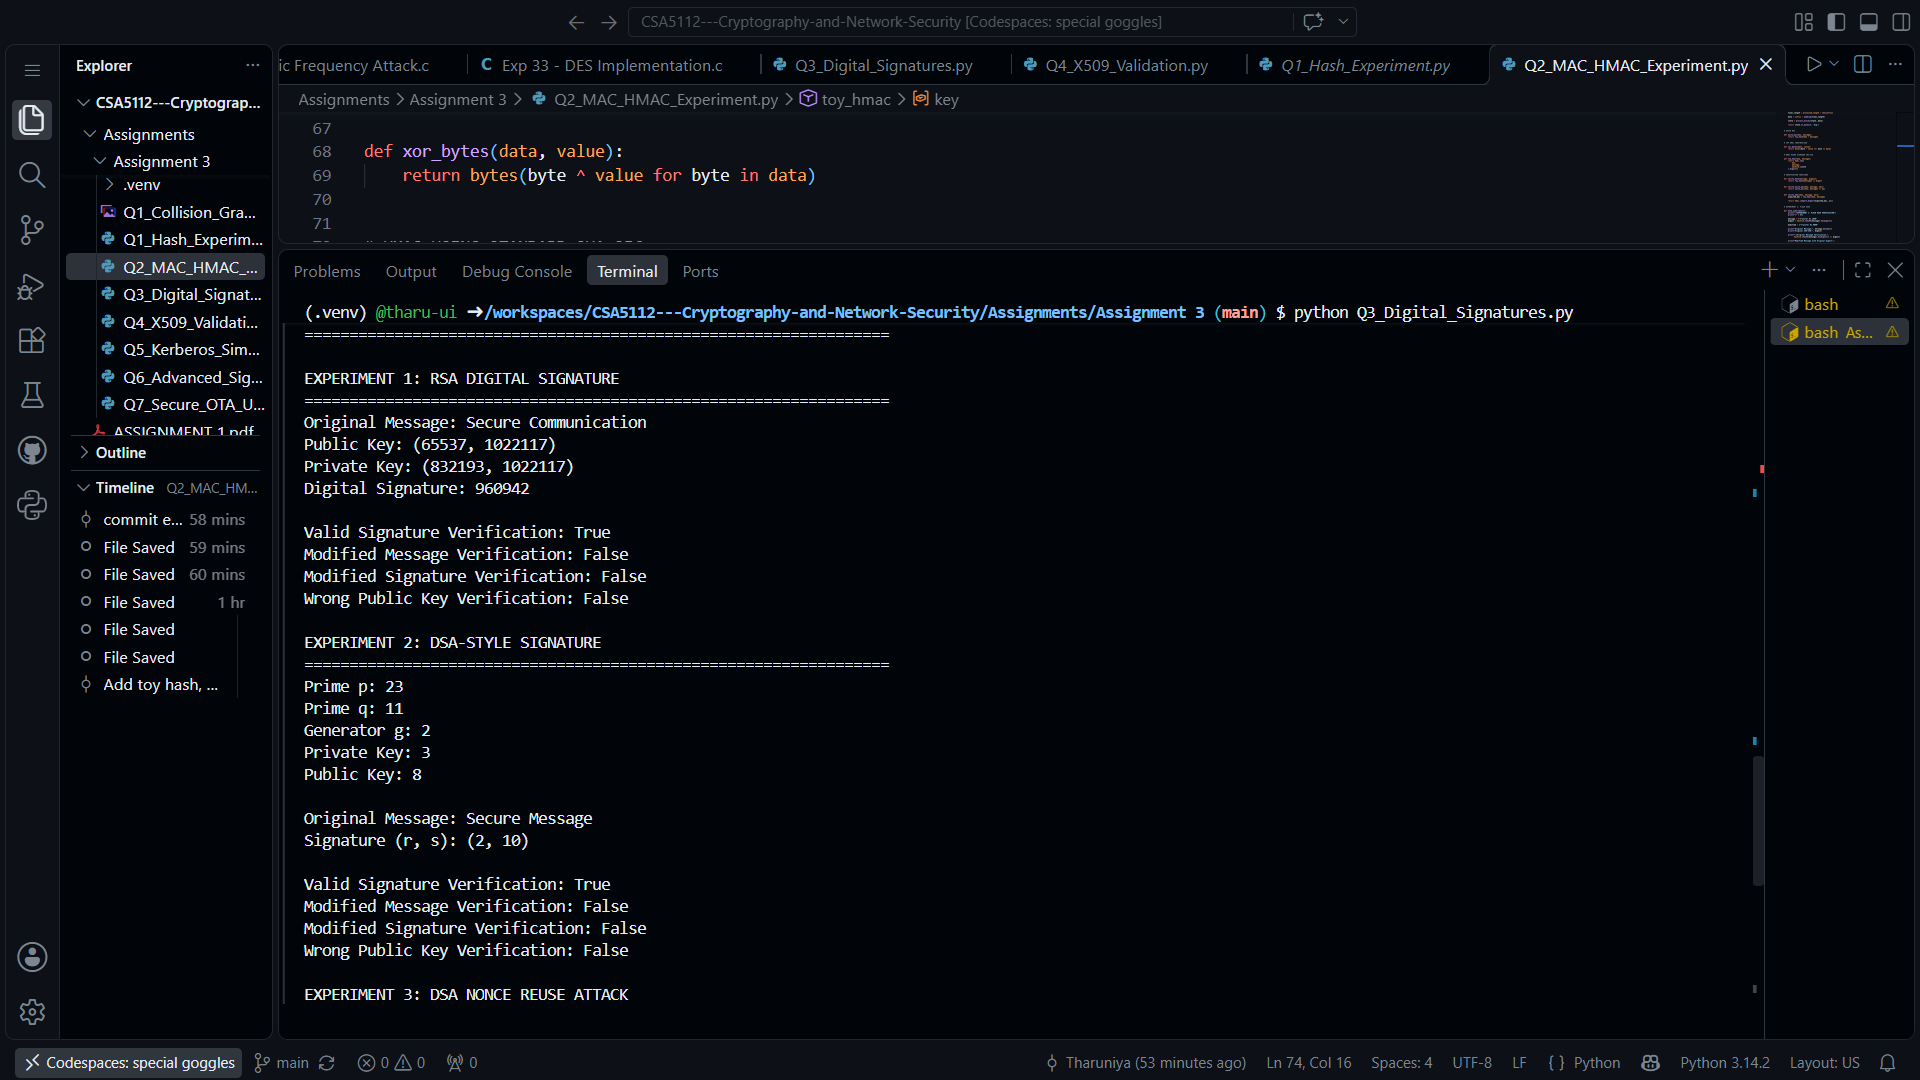 CSA5112---Cryptography-and-Network-Security [Codespaces: special goggles]
Explorer
CSA5112---Cryptograp...
Assignments
Assignment 3
.venv
Q1_Collision_Gra...
Q1_Hash_Experim...
Q2_MAC_HMAC_...
Q3_Digital_Signat...
Q4_X509_Validati...
Q5_Kerberos_Sim...
Q6_Advanced_Sig...
Q7_Secure_OTA_U...
ASSIGNMENT 1.pdf
Outline
Timeline Q2_MAC_HM...
commit e... 58 mins
File Saved 59 mins
File Saved 60 mins
File Saved 1 hr
File Saved
File Saved
Add toy hash, ...
ic Frequency Attack.c
C Exp 33 - DES Implementation.c
Q3_Digital_Signatures.py
Q4_X509_Validation.py
Q1_Hash_Experiment.py
Q2_MAC_HMAC_Experiment.py
Assignments > Assignment 3 > Q2_MAC_HMAC_Experiment.py > toy_hmac > key
67
68 def xor_bytes(data, value):
69 return bytes(byte ^ value for byte in data)
70
71
Problems Output Debug Console Terminal Ports
(.venv) @tharu-ui ➜/workspaces/CSA5112---Cryptography-and-Network-Security/Assignments/Assignment 3 (main) $ python Q3_Digital_Signatures.py
=================================================================
EXPERIMENT 1: RSA DIGITAL SIGNATURE
=================================================================
Original Message: Secure Communication
Public Key: (65537, 1022117)
Private Key: (832193, 1022117)
Digital Signature: 960942
Valid Signature Verification: True
Modified Message Verification: False
Modified Signature Verification: False
Wrong Public Key Verification: False
EXPERIMENT 2: DSA-STYLE SIGNATURE
=================================================================
Prime p: 23
Prime q: 11
Generator g: 2
Private Key: 3
Public Key: 8
Original Message: Secure Message
Signature (r, s): (2, 10)
Valid Signature Verification: True
Modified Message Verification: False
Modified Signature Verification: False
Wrong Public Key Verification: False
EXPERIMENT 3: DSA NONCE REUSE ATTACK
bash
bash As...
Codespaces: special goggles
main
0 0
0
Tharuniya (53 minutes ago)
Ln 74, Col 16
Spaces: 4
UTF-8
LF
{ } Python
Python 3.14.2
Layout: US